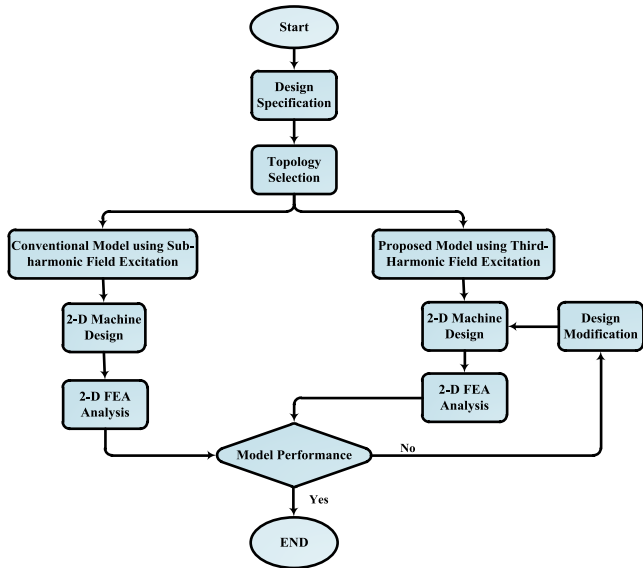 Start
Design
Specification
Topology
Selection
Conventional Model using Sub-
harmonic Field Excitation
Proposed Model using Third-
Harmonic Field Excitation
2-D Machine
Design
2-D Machine
Design
Design
Modification
2-D FEA
Analysis
2-D FEA
Analysis
Model Performance
No
Yes
END